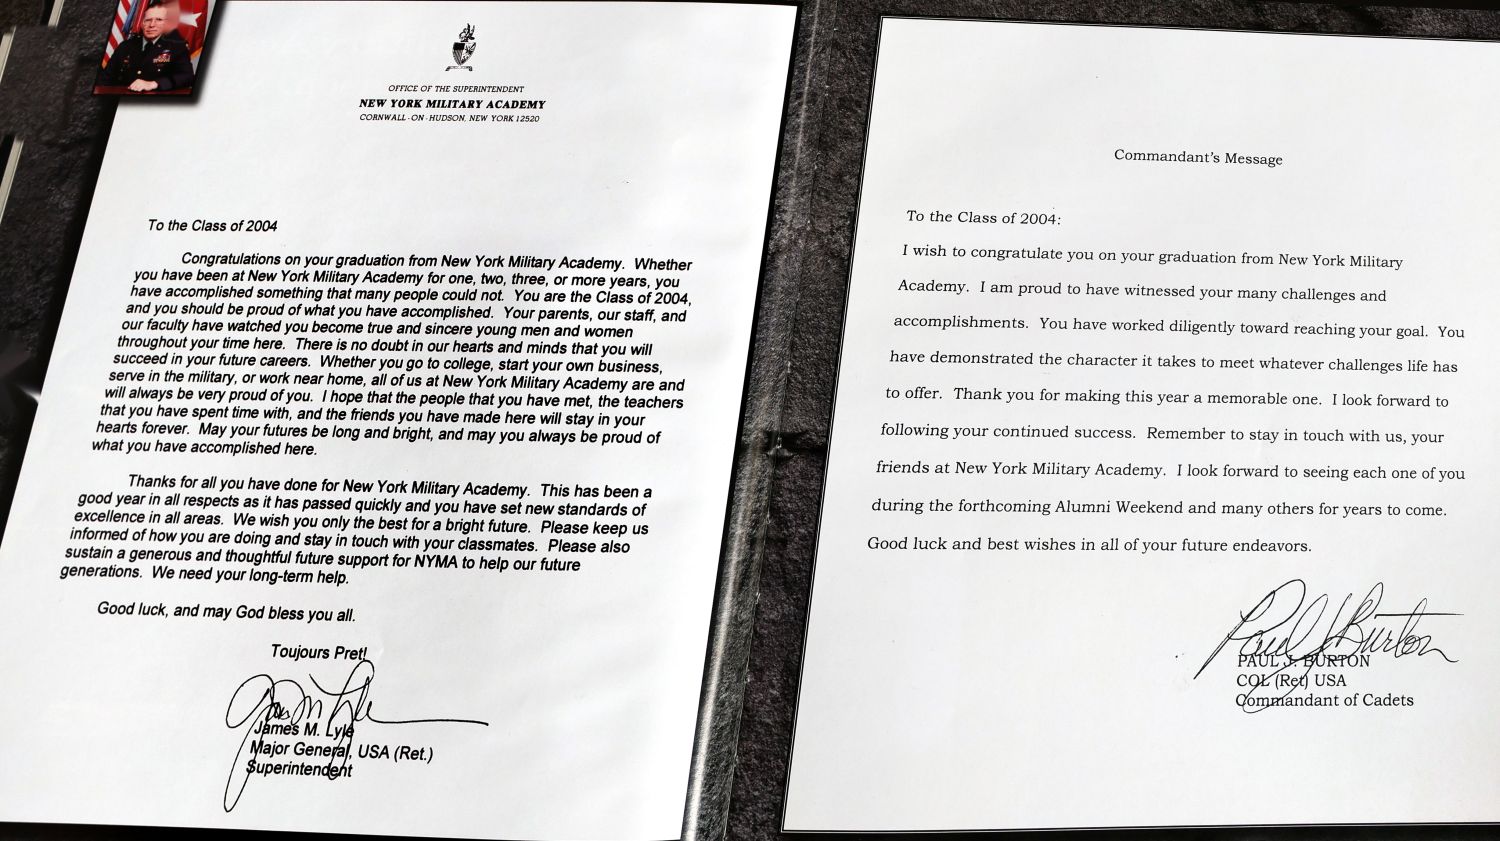 OFFICE OF THE SUPERINTENDENT
NEW YORK MILITARY ACADEMY
CORNWALL-ON-HUDSON, NEW YORK 12520
To the Class of 2004
Congratulations on your graduation from New York Military Academy. Whether
you have been at New York Military Academy for one, two, three, or more years, you
have accomplished something that many people could not. You are the Class of 2004,
and you should be proud of what you have accomplished. Your parents, our staff, and
our faculty have watched you become true and sincere young men and women
throughout your time here. There is no doubt in our hearts and minds that you will
succeed in your future careers. Whether you go to college, start your own business,
serve in the military, or work near home, all of us at New York Military Academy are and
will always be very proud of you. I hope that the people that you have met, the teachers
that you have spent time with, and the friends you have made here will stay in your
hearts forever. May your futures be long and bright, and may you always be proud of
what you have accomplished here.
Thanks for all you have done for New York Military Academy. This has been a
good year in all respects as it has passed quickly and you have set new standards of
excellence in all areas. We wish you only the best for a bright future. Please keep us
informed of how you are doing and stay in touch with your classmates. Please also
sustain a generous and thoughtful future support for NYMA to help our future
generations. We need your long-term help.
Good luck, and may God bless you all.
Toujours Pret!
James M. Lyle
James M. Lyle
Major General, USA (Ret.)
Superintendent
Commandant's Message
To the Class of 2004:
I wish to congratulate you on your graduation from New York Military
Academy. I am proud to have witnessed your many challenges and
accomplishments. You have worked diligently toward reaching your goal. You
have demonstrated the character it takes to meet whatever challenges life has
to offer. Thank you for making this year a memorable one. I look forward to
following your continued success. Remember to stay in touch with us, your
friends at New York Military Academy. I look forward to seeing each one of you
during the forthcoming Alumni Weekend and many others for years to come.
Good luck and best wishes in all of your future endeavors.
Paul J Burton
PAUL J. BURTON
COL (Ret) USA
Commandant of Cadets